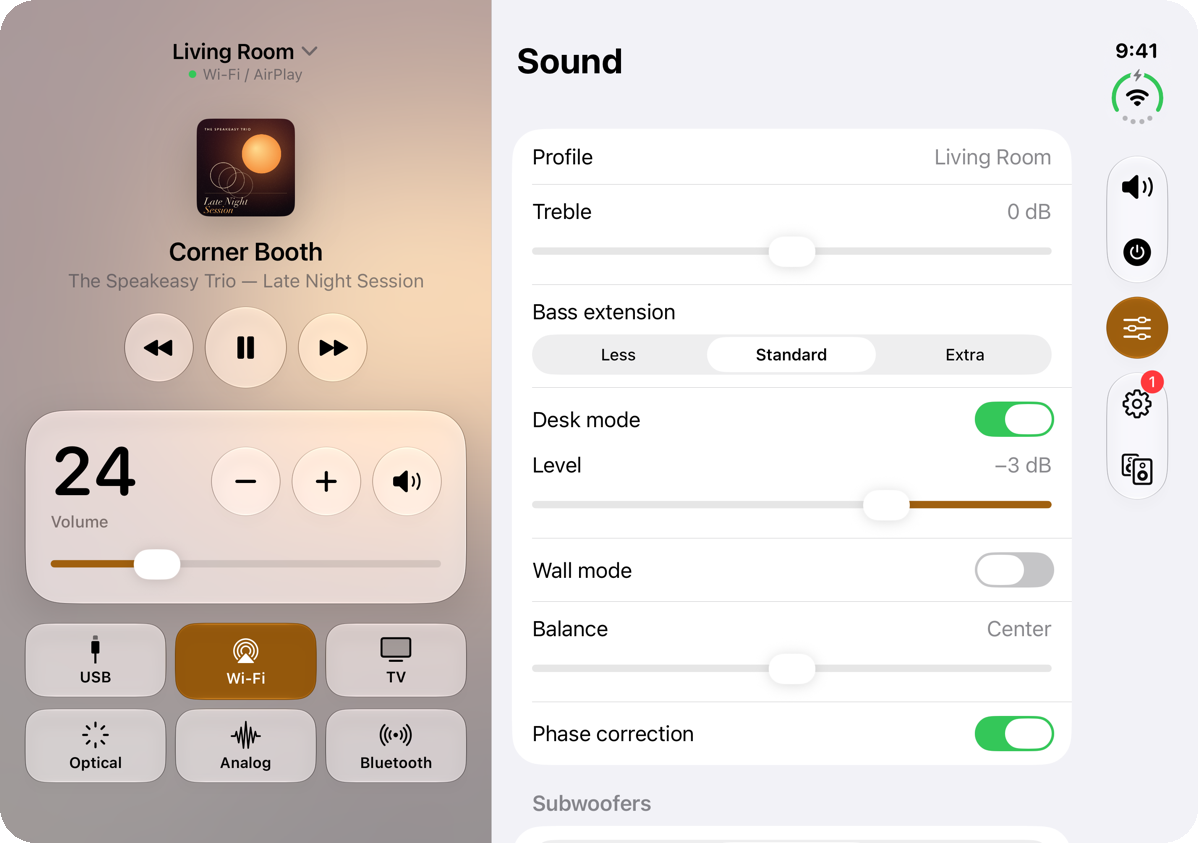 Living Room
Wi-Fi / AirPlay
THE SPEAKEASY TRIO
Late Night
Session
Corner Booth
The Speakeasy Trio — Late Night Session
24
Volume
USB
Wi-Fi
TV
Optical
Analog
Bluetooth
Sound
Profile
Living Room
Treble
0 dB
Bass extension
Less
Standard
Extra
Desk mode
Level
−3 dB
Wall mode
Balance
Center
Phase correction
Subwoofers
9:41
1